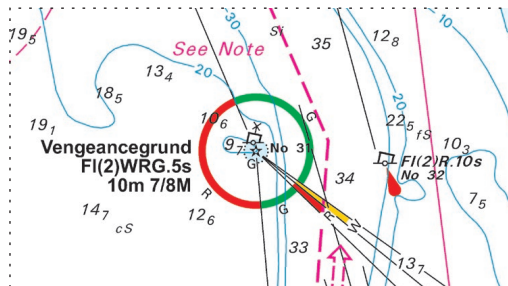 30
10
19₅
Si
35
12₈
See Note
13₄
20
20
18₅
10₆
G
22₅
fS
19₁
Vengeancegrund
Fl(2)WRG.5s
10m 7/8M
9₇
No 31
G
10₃
Fl(2)R.10s
No 32
R
34
7₅
14₇
cS
12₆
G
R
W
33
13₇